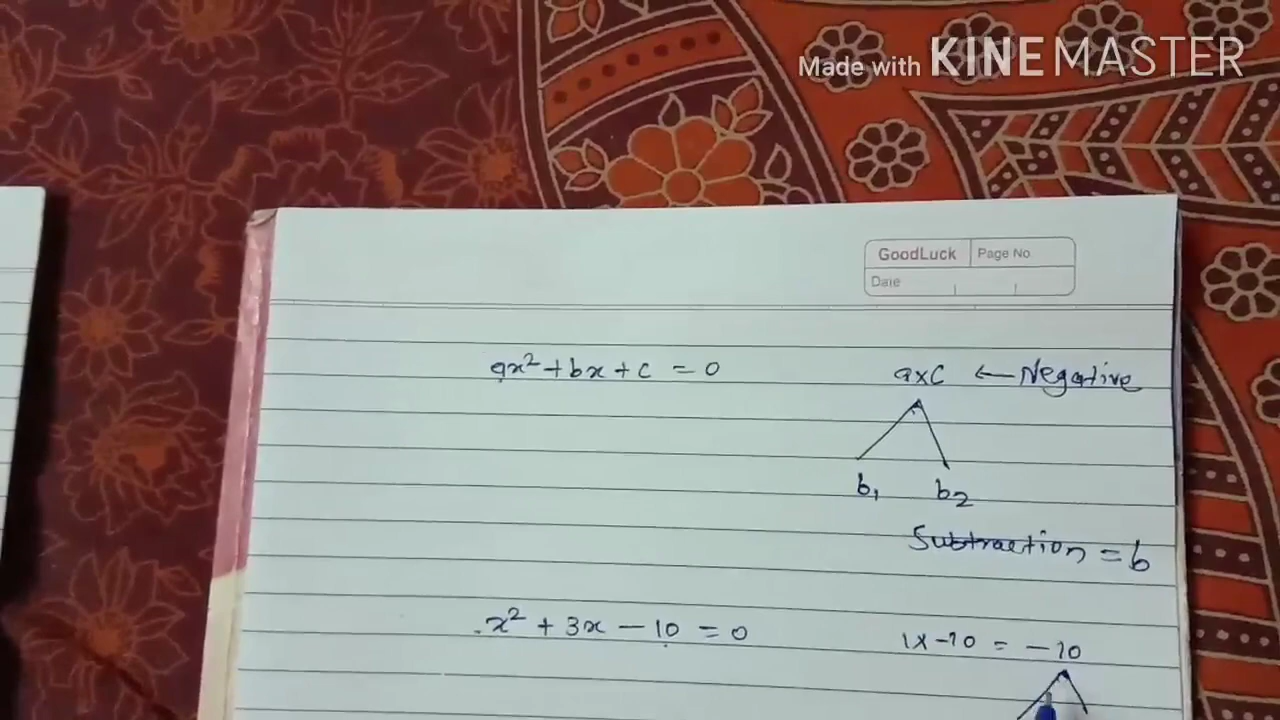 Made with KINEMASTER
GoodLuck Page No.
Date
ax² + bx + c = 0
a×c ← Negative
b₁ b₂
Subtraction = b
x² + 3x − 10 = 0
1×−10 = −10